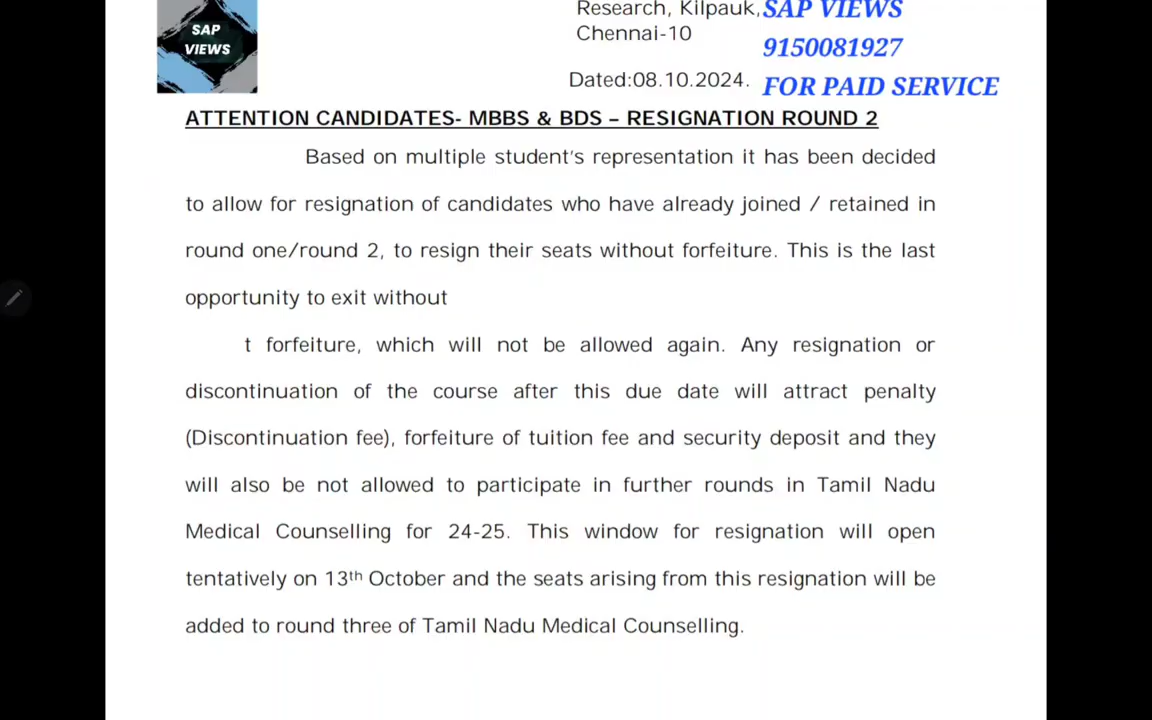 SAP
VIEWS
Research, Kilpauk,
Chennai-10
Dated:08.10.2024.
SAP VIEWS
9150081927
FOR PAID SERVICE
ATTENTION CANDIDATES- MBBS & BDS – RESIGNATION ROUND 2
Based on multiple student's representation it has been decided
to allow for resignation of candidates who have already joined / retained in
round one/round 2, to resign their seats without forfeiture. This is the last
opportunity to exit without
t forfeiture, which will not be allowed again. Any resignation or
discontinuation of the course after this due date will attract penalty
(Discontinuation fee), forfeiture of tuition fee and security deposit and they
will also be not allowed to participate in further rounds in Tamil Nadu
Medical Counselling for 24-25. This window for resignation will open
tentatively on 13th October and the seats arising from this resignation will be
added to round three of Tamil Nadu Medical Counselling.